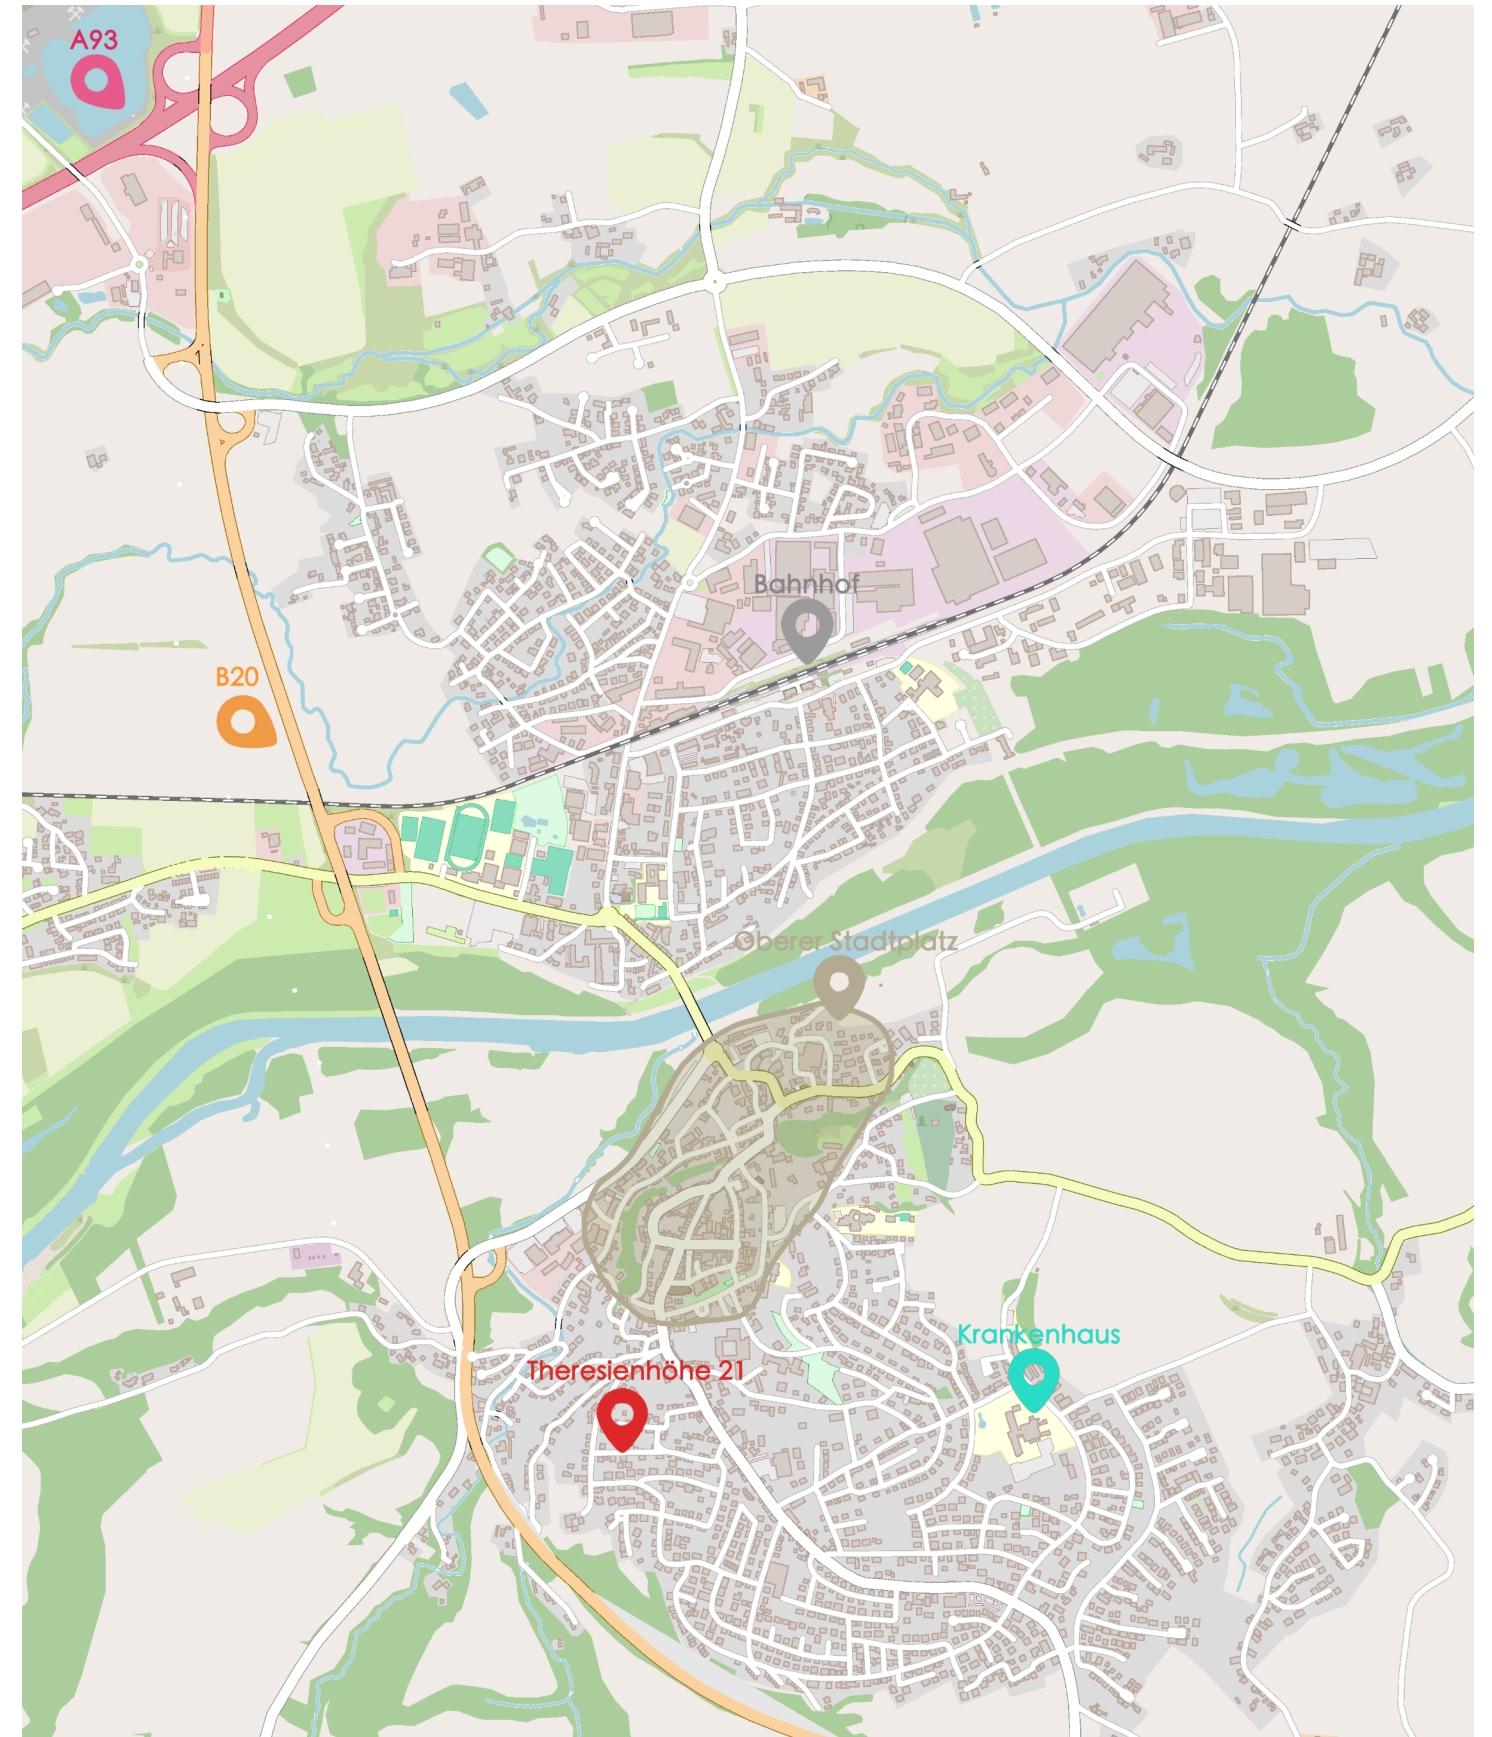 A93
Bahnhof
B20
Oberer Stadtplatz
Krankenhaus
Theresienhöhe 21